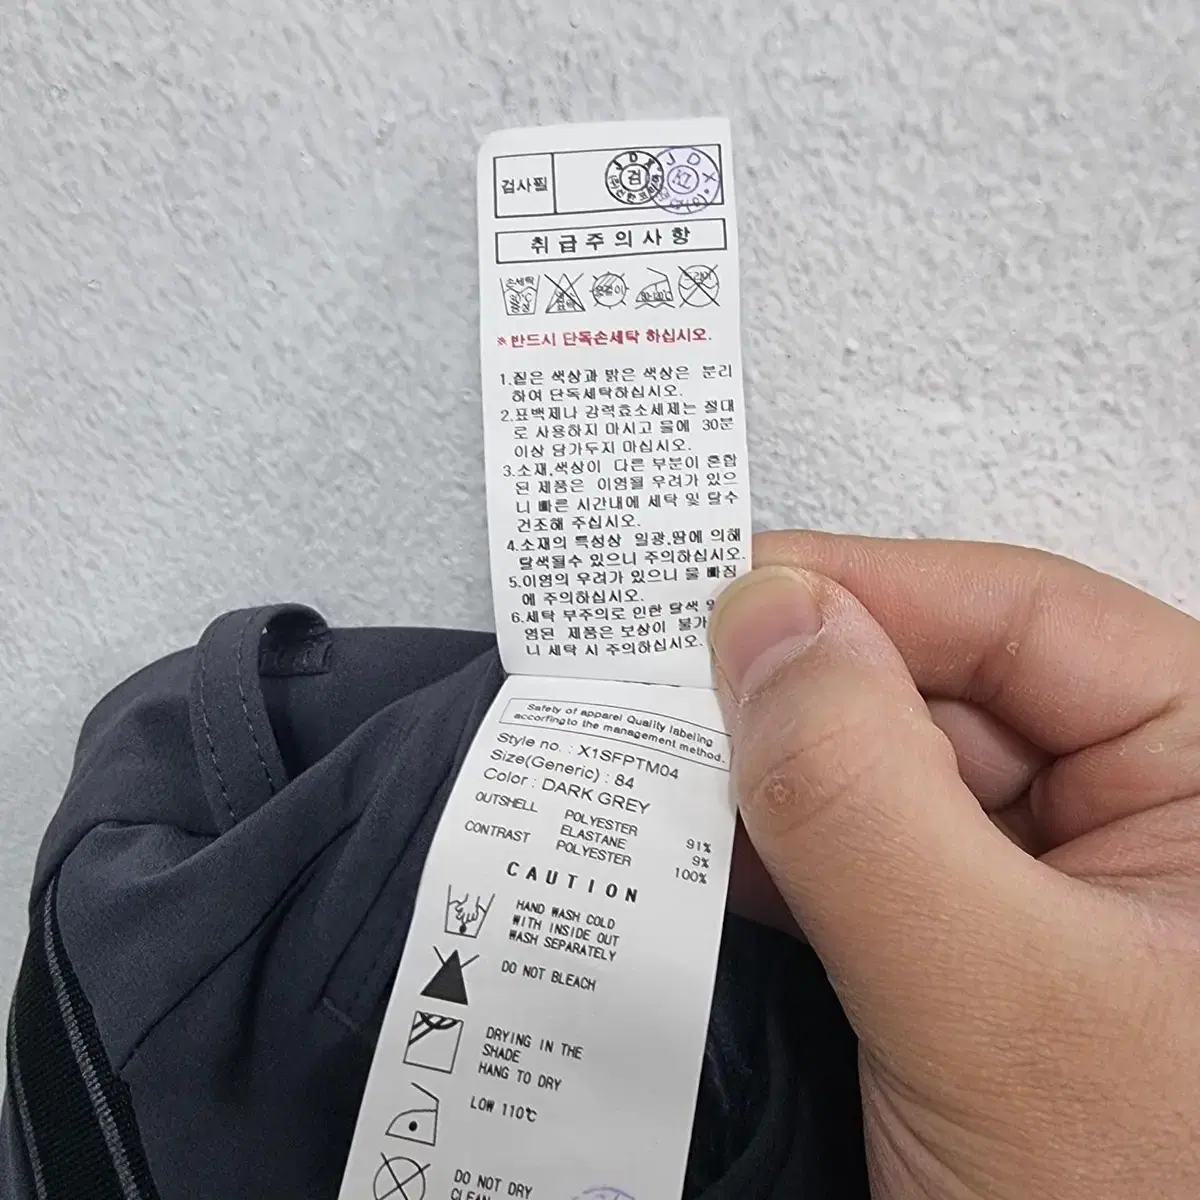 검사필
JDX
검
JDX
취급주의사항
손세탁
※반드시 단독손세탁 하십시오.
1.짙은 색상과 밝은 색상은 분리
하여 단독세탁하십시오.
2.표백제나 강력효소세제는 절대
로 사용하지 마시고 물에 30분
이상 담가두지 마십시오.
3.소재,색상이 다른 부분이 혼합
된 제품은 이염될 우려가 있으
니 빠른 시간내에 세탁 및 탈수
건조해 주십시오.
4.소재의 특성상 일광,땀에 의해
탈색될수 있으니 주의하십시오.
5.이염의 우려가 있으니 물 빠짐
에 주의하십시오.
6.세탁 부주의로 인한 탈색
염된 제품은 보상이 불가
니 세탁 시 주의하십시오.
Safety of apparel Quality labeling
accorfingto the management method.
Style no. : X1SFPTM04
Size(Generic) : 84
Color : DARK GREY
OUTSHELL POLYESTER 91%
ELASTANE 9%
CONTRAST POLYESTER 100%
CAUTION
HAND WASH COLD
WITH INSIDE OUT
WASH SEPARATELY
DO NOT BLEACH
DRYING IN THE
SHADE
HANG TO DRY
LOW 110℃
DO NOT DRY
CLEAN